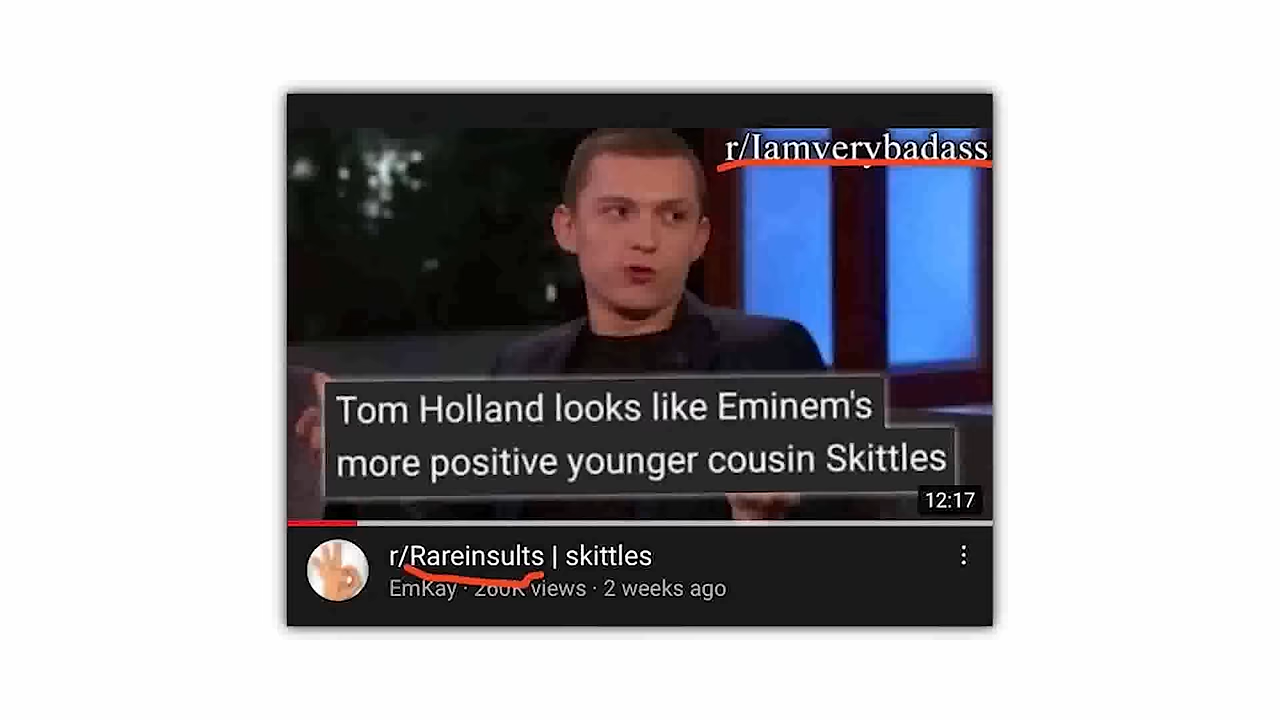 r/Iamverybadass
Tom Holland looks like Eminem's
more positive younger cousin Skittles
12:17
r/Rareinsults | skittles
EmKay · 260K views · 2 weeks ago